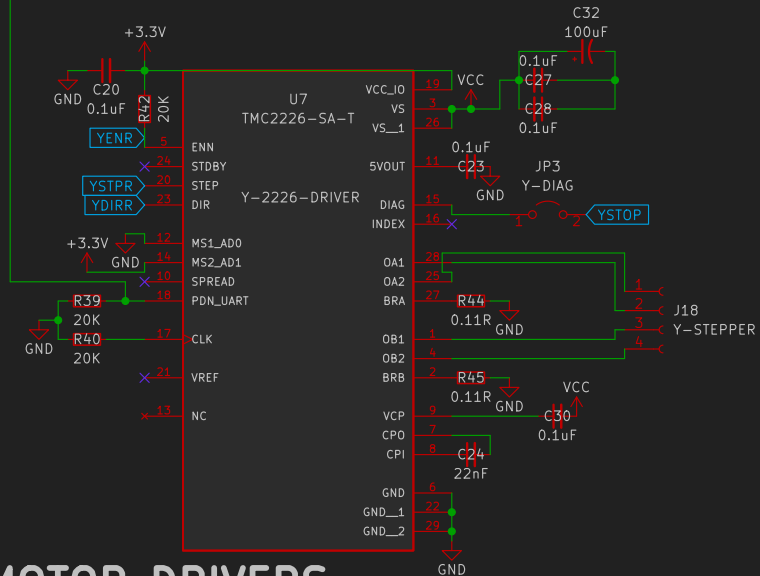 C32
100uF
+3.3V
0.1uF
C27
C28
0.1uF
GND
C20
0.1uF
R42
20K
U7
TMC2226-SA-T
Y-2226-DRIVER
VCC_IO
19
VS
3
VS__1
26
VCC
YENR
5
ENN
24
STDBY
YSTPR
20
STEP
YDIRR
23
DIR
5VOUT
11
0.1uF
C23
GND
JP3
Y-DIAG
DIAG
15
1
2
YSTOP
INDEX
16
+3.3V
GND
12
MS1_AD0
14
MS2_AD1
10
SPREAD
18
PDN_UART
R39
20K
R40
20K
GND
17
CLK
21
VREF
13
NC
OA1
28
OA2
25
BRA
27
R44
0.11R
GND
1
2
3
4
J18
Y-STEPPER
OB1
1
OB2
4
BRB
2
R45
0.11R
GND
VCC
VCP
9
C30
0.1uF
CPO
7
CPI
8
C24
22nF
GND
6
GND__1
22
GND__2
29
GND
MOTOR DRIVERS